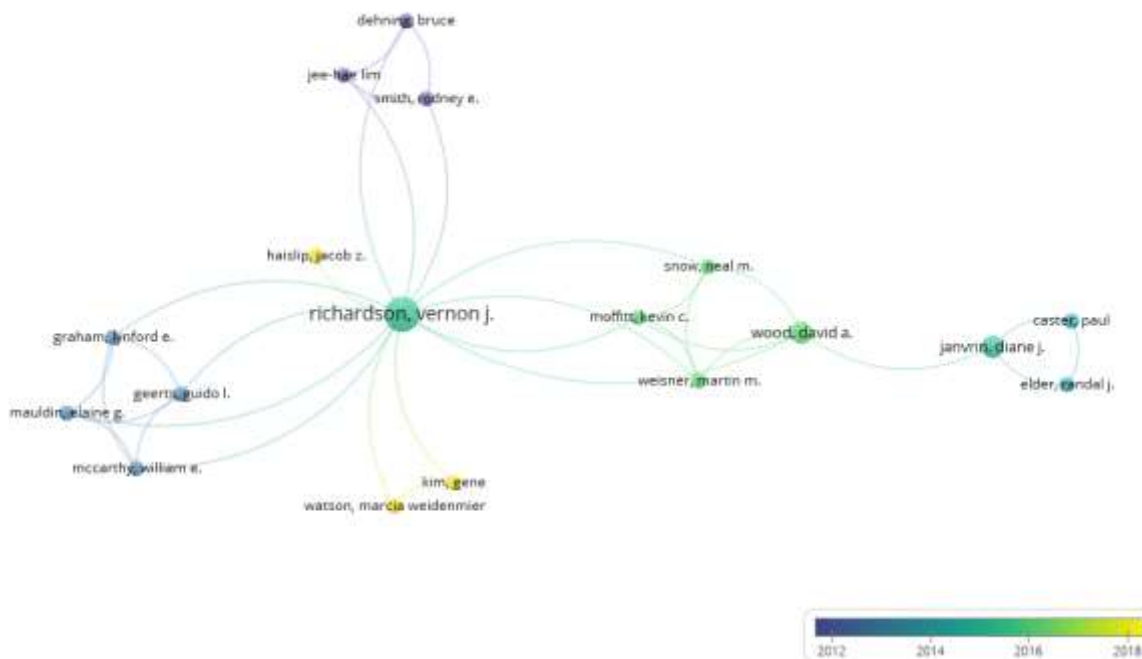 dehning, bruce
jee-hae lim
smith, rodney e.
haislip, jacob z.
snow, neal m.
richardson, vernon j.
moffitt, kevin c.
caster, paul
graham, lynford e.
wood, david a.
janvrin, diane j.
weisner, martin m.
elder, randal j.
geerts, guido l.
mauldin, elaine g.
mccarthy, william e.
kim, gene
watson, marcia weidenmier
2012 2014 2016 2018